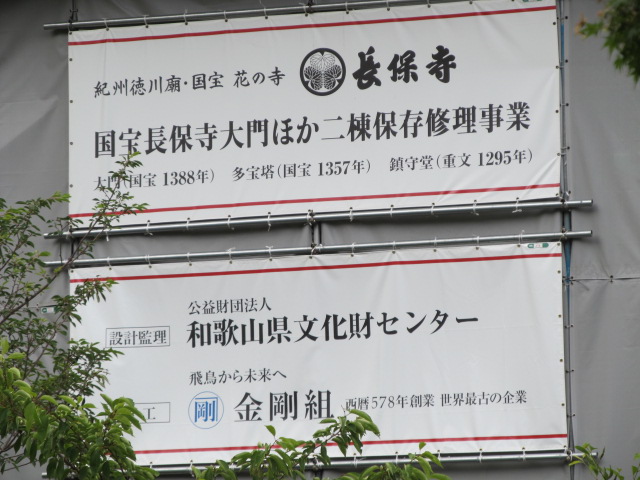 紀州徳川廟・国宝 花の寺 長保寺
国宝長保寺大門ほか二棟保存修理事業
大門(国宝 1388年) 多宝塔(国宝 1357年) 鎮守堂(重文 1295年)
公益財団法人
設計監理 和歌山県文化財センター
飛鳥から未来へ
工 剛 金剛組 西暦578年創業 世界最古の企業